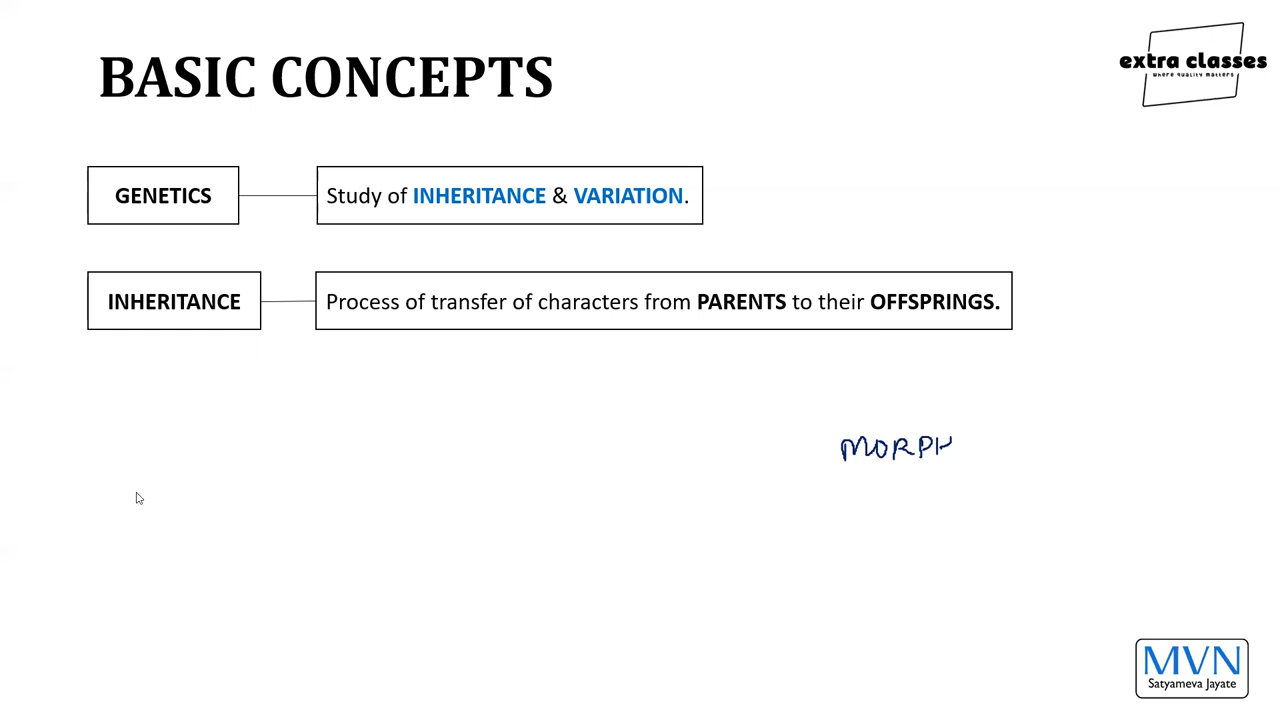 BASIC CONCEPTS
extra classes
where quality matters
GENETICS
Study of INHERITANCE & VARIATION.
INHERITANCE
Process of transfer of characters from PARENTS to their OFFSPRINGS.
MORPH
MVN
Satyameva Jayate